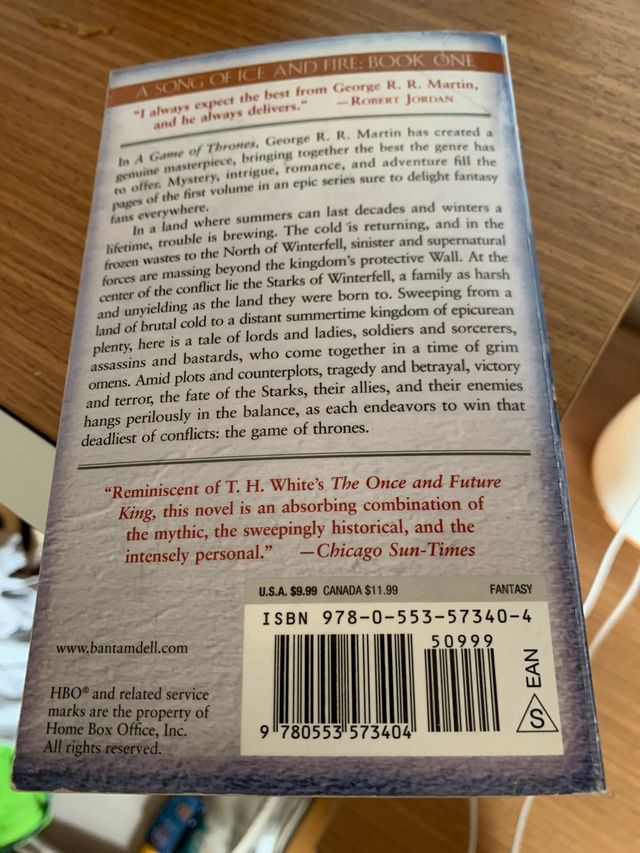 A SONG OF ICE AND FIRE: BOOK ONE
"I always expect the best from George R. R. Martin,
and he always delivers." —ROBERT JORDAN
In A Game of Thrones, George R. R. Martin has created a
genuine masterpiece, bringing together the best the genre has
to offer. Mystery, intrigue, romance, and adventure fill the
pages of the first volume in an epic series sure to delight fantasy
fans everywhere.
In a land where summers can last decades and winters a
lifetime, trouble is brewing. The cold is returning, and in the
frozen wastes to the North of Winterfell, sinister and supernatural
forces are massing beyond the kingdom's protective Wall. At the
center of the conflict lie the Starks of Winterfell, a family as harsh
and unyielding as the land they were born to. Sweeping from a
land of brutal cold to a distant summertime kingdom of epicurean
plenty, here is a tale of lords and ladies, soldiers and sorcerers,
assassins and bastards, who come together in a time of grim
omens. Amid plots and counterplots, tragedy and betrayal, victory
and terror, the fate of the Starks, their allies, and their enemies
hangs perilously in the balance, as each endeavors to win that
deadliest of conflicts: the game of thrones.
"Reminiscent of T. H. White's The Once and Future
King, this novel is an absorbing combination of
the mythic, the sweepingly historical, and the
intensely personal." —Chicago Sun-Times
U.S.A. $9.99 CANADA $11.99 FANTASY
ISBN 978-0-553-57340-4
50999
9 780553 573404
EAN
S
www.bantamdell.com
HBO® and related service
marks are the property of
Home Box Office, Inc.
All rights reserved.